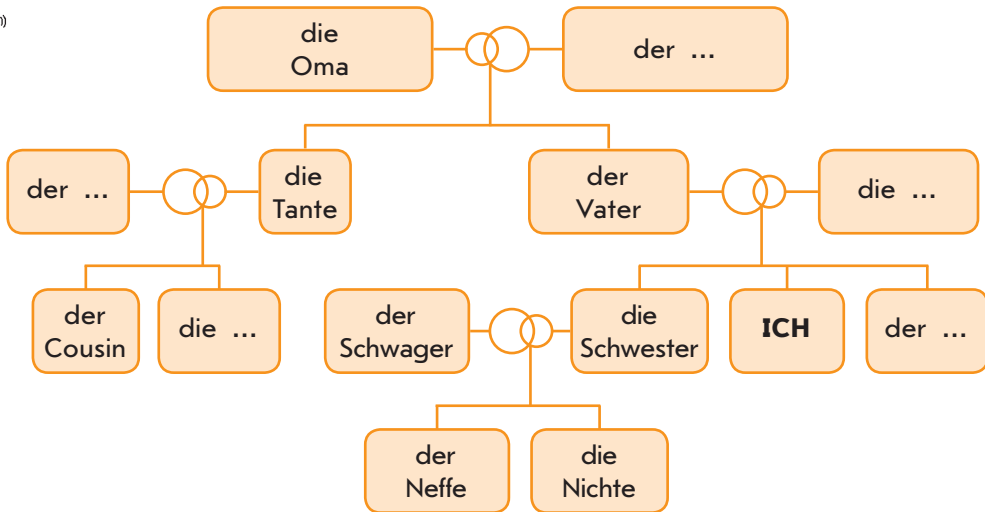 die
Oma
der ...
der ...
die
Tante
der
Vater
die ...
der
Cousin
die ...
der
Schwager
die
Schwester
ICH
der ...
der
Neffe
die
Nichte